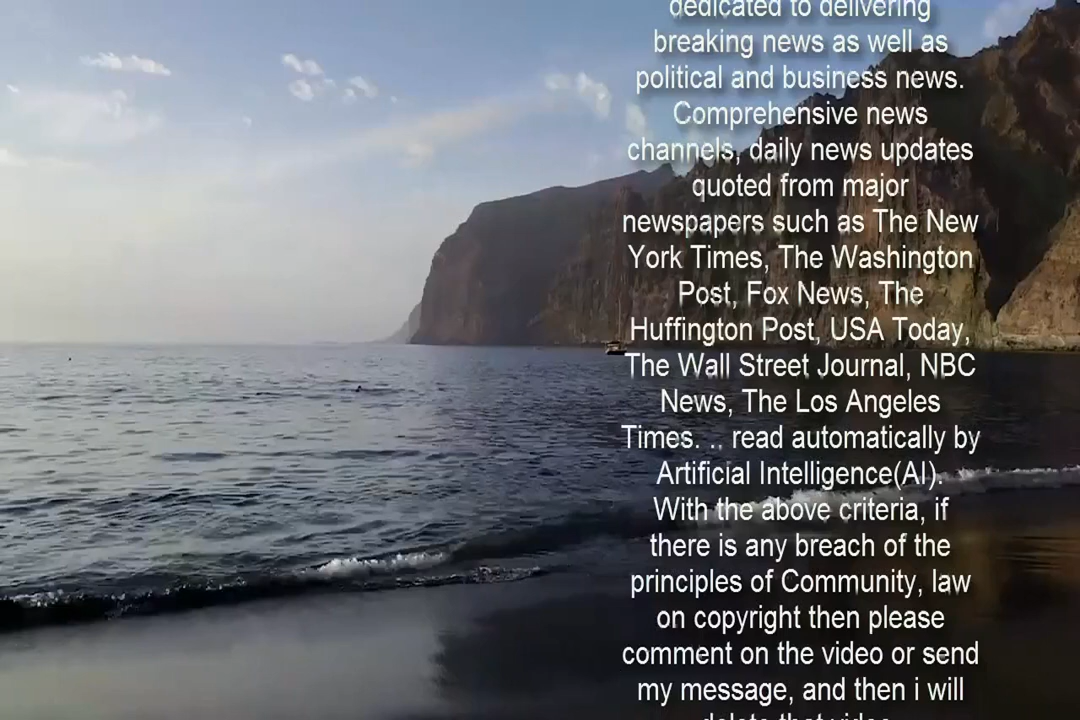 dedicated to delivering
breaking news as well as
political and business news.
Comprehensive news
channels, daily news updates
quoted from major
newspapers such as The New
York Times, The Washington
Post, Fox News, The
Huffington Post, USA Today,
The Wall Street Journal, NBC
News, The Los Angeles
Times. .. read automatically by
Artificial Intelligence(AI).
With the above criteria, if
there is any breach of the
principles of Community, law
on copyright then please
comment on the video or send
my message, and then i will
delete that video